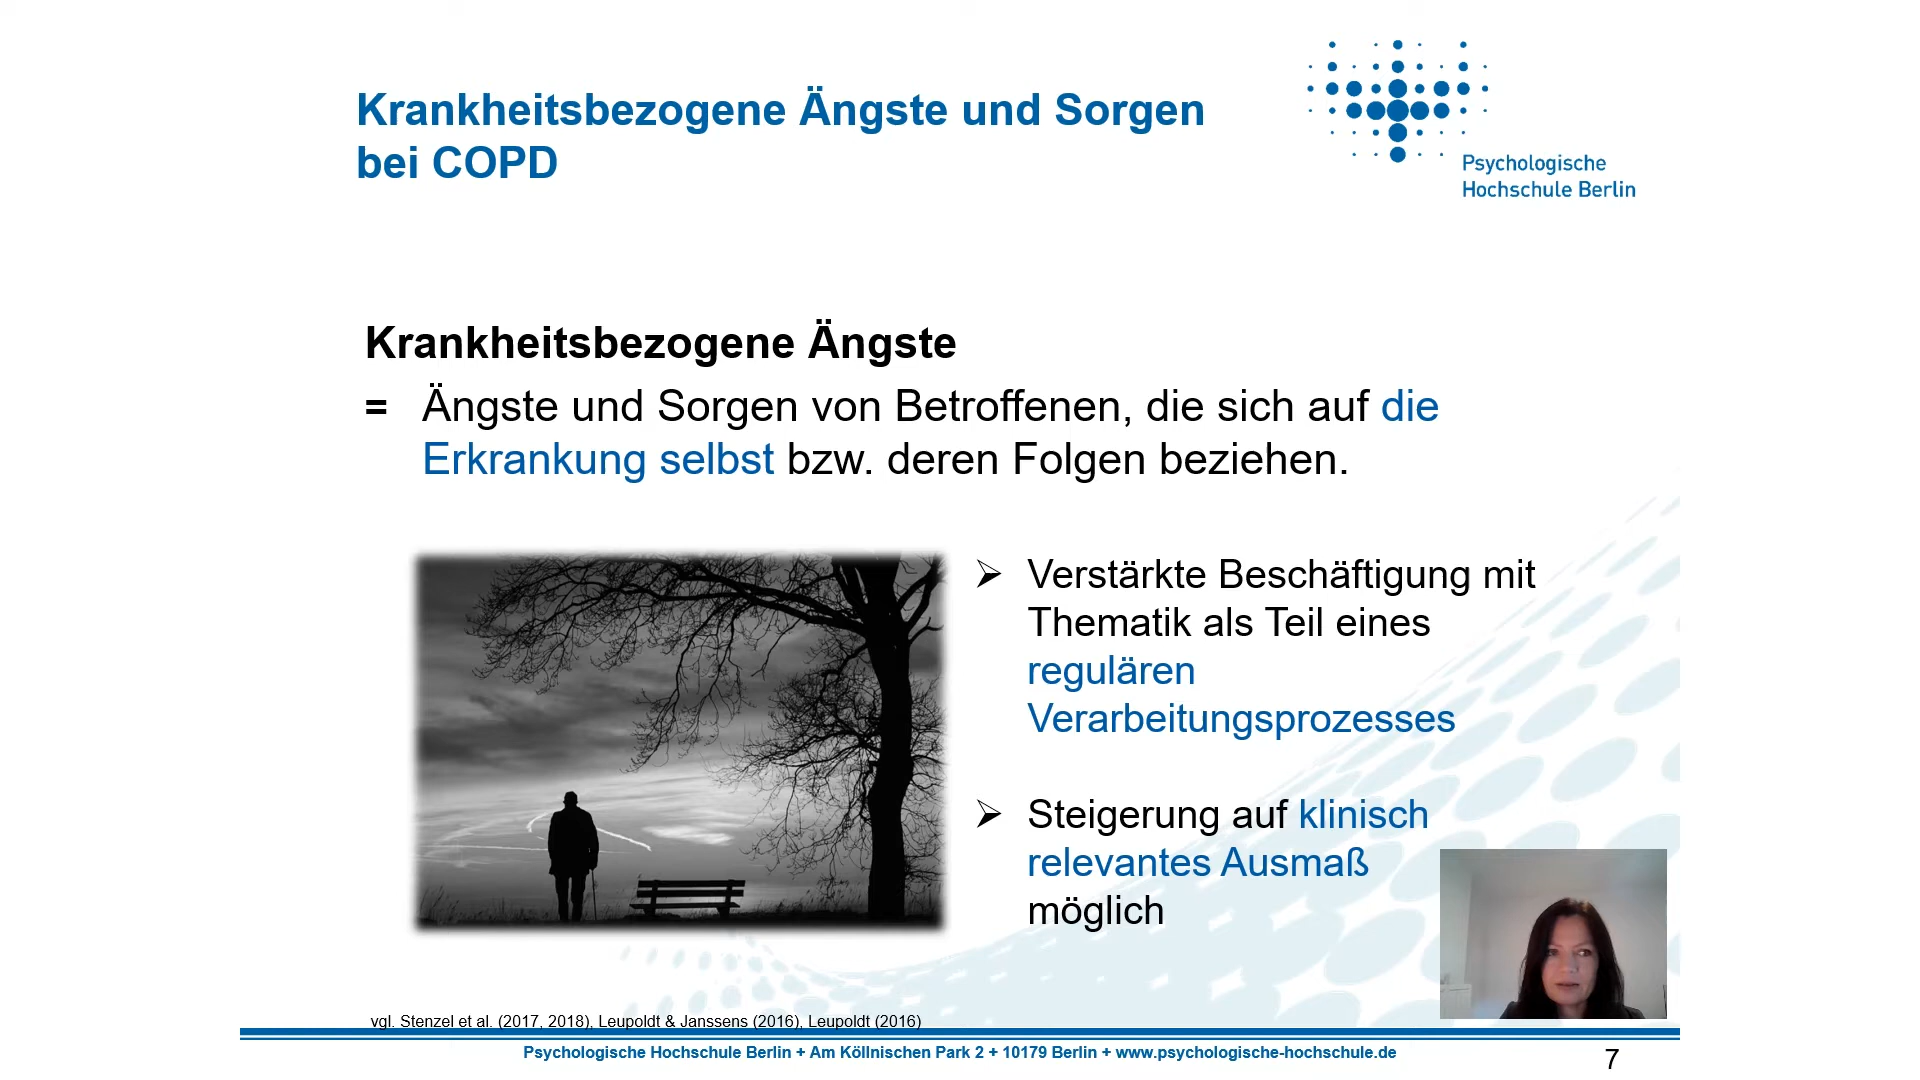 Krankheitsbezogene Ängste und Sorgen
bei COPD
Psychologische
Hochschule Berlin
Krankheitsbezogene Ängste
= Ängste und Sorgen von Betroffenen, die sich auf die
Erkrankung selbst bzw. deren Folgen beziehen.
➢ Verstärkte Beschäftigung mit
Thematik als Teil eines
regulären
Verarbeitungsprozesses
➢ Steigerung auf klinisch
relevantes Ausmaß
möglich
vgl. Stenzel et al. (2017, 2018), Leupoldt & Janssens (2016), Leupoldt (2016)
Psychologische Hochschule Berlin + Am Köllnischen Park 2 + 10179 Berlin + www.psychologische-hochschule.de
7